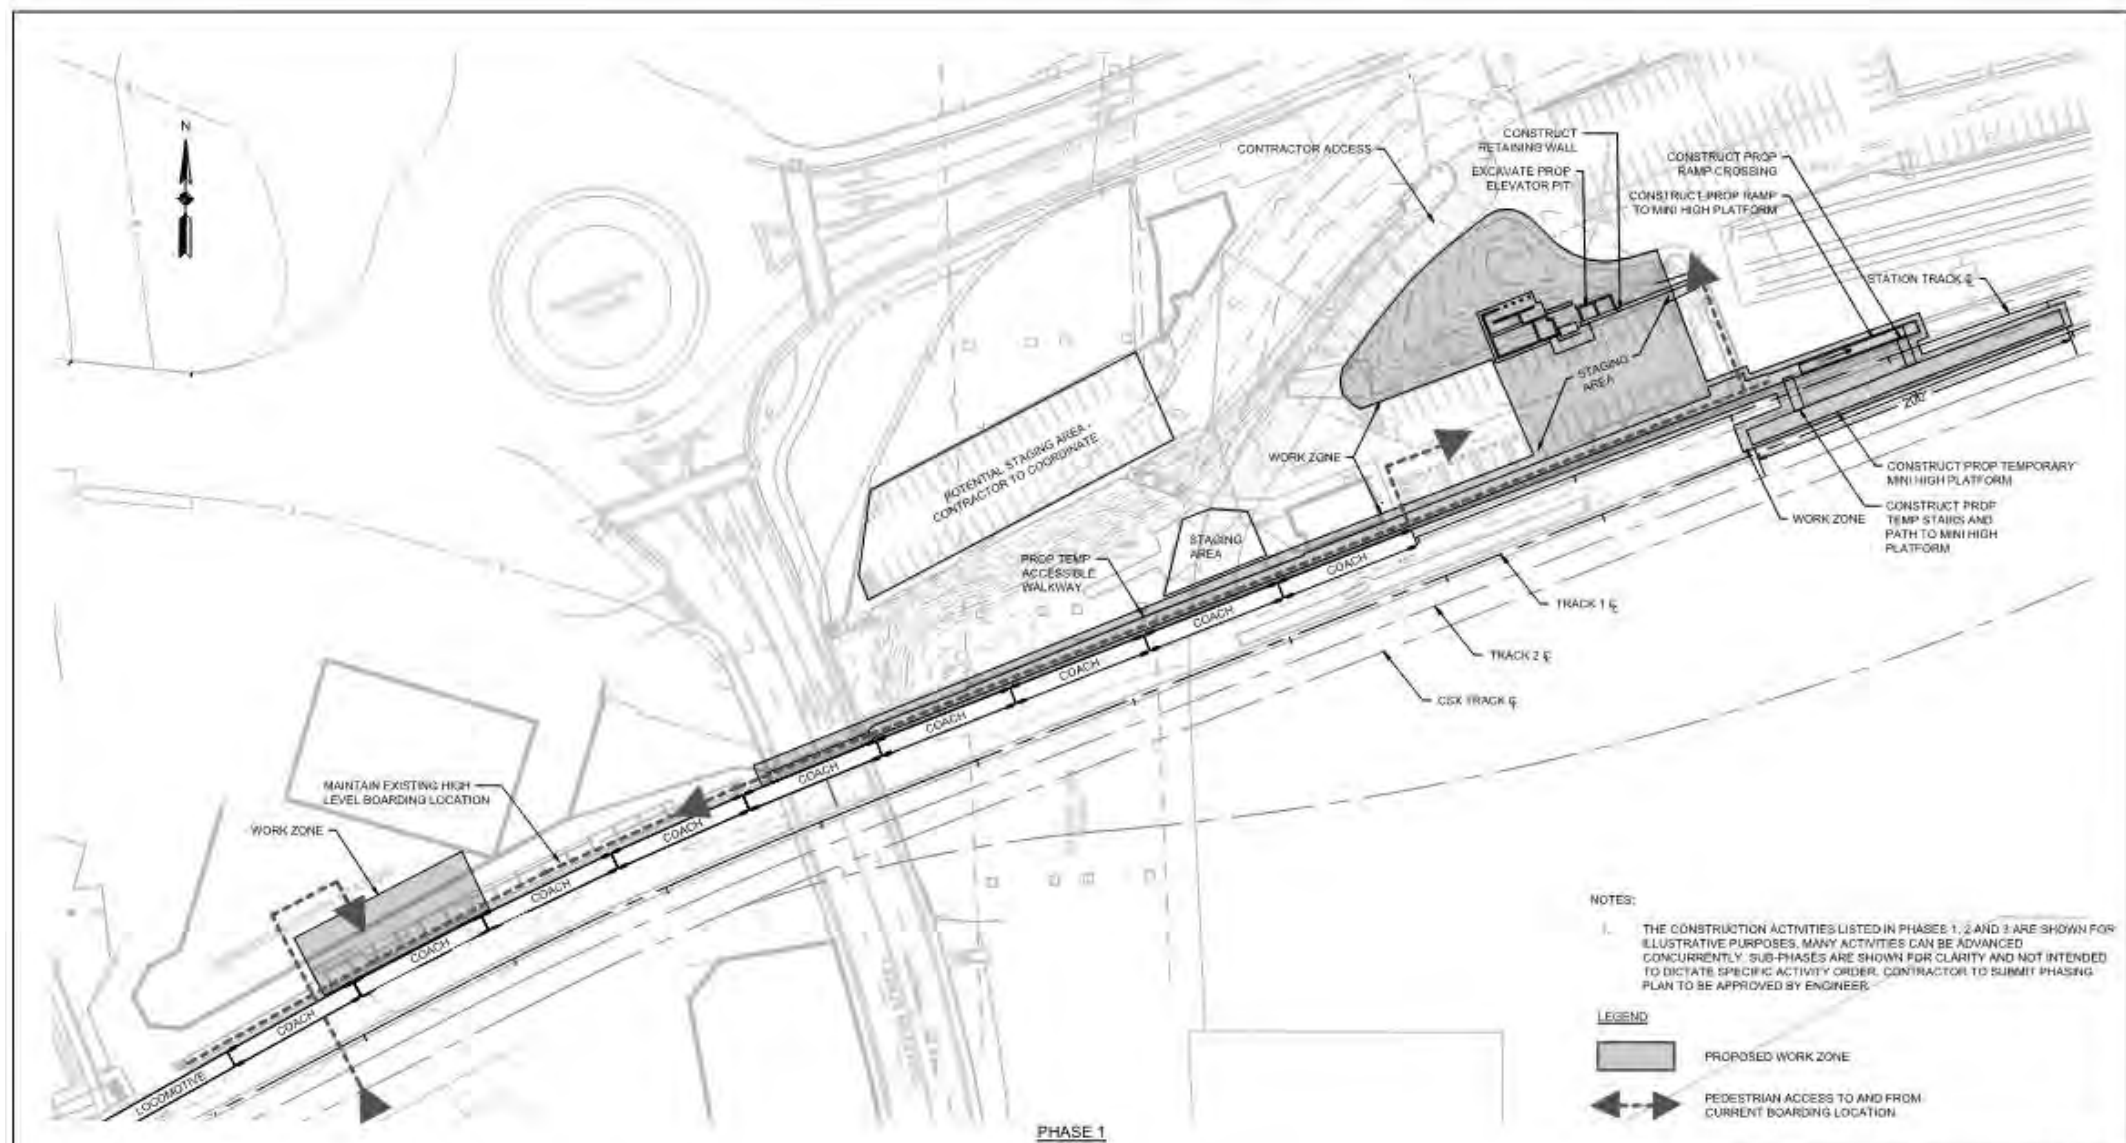 N
CONTRACTOR ACCESS
CONSTRUCT
RETAINING WALL
EXCAVATE PROP
ELEVATOR PIT
CONSTRUCT PROP
RAMP CROSSING
CONSTRUCT PROP RAMP
TO MINI HIGH PLATFORM
STATION TRACK ℄
STAGING
AREA
200'
WORK ZONE
POTENTIAL STAGING AREA -
CONTRACTOR TO COORDINATE
CONSTRUCT PROP TEMPORARY
MINI HIGH PLATFORM
WORK ZONE
CONSTRUCT PROP
TEMP STAIRS AND
PATH TO MINI HIGH
PLATFORM
STAGING
AREA
PROP TEMP
ACCESSIBLE
WALKWAY
COACH
COACH
COACH
COACH
COACH
COACH
COACH
COACH
COACH
LOCOMOTIVE
COACH
TRACK 1 ℄
TRACK 2 ℄
CSX TRACK ℄
MAINTAIN EXISTING HIGH
LEVEL BOARDING LOCATION
WORK ZONE
NOTES:
1. THE CONSTRUCTION ACTIVITIES LISTED IN PHASES 1, 2 AND 3 ARE SHOWN FOR
ILLUSTRATIVE PURPOSES. MANY ACTIVITIES CAN BE ADVANCED
CONCURRENTLY. SUB-PHASES ARE SHOWN FOR CLARITY AND NOT INTENDED
TO DICTATE SPECIFIC ACTIVITY ORDER. CONTRACTOR TO SUBMIT PHASING
PLAN TO BE APPROVED BY ENGINEER.
LEGEND
PROPOSED WORK ZONE
PEDESTRIAN ACCESS TO AND FROM
CURRENT BOARDING LOCATION
PHASE 1